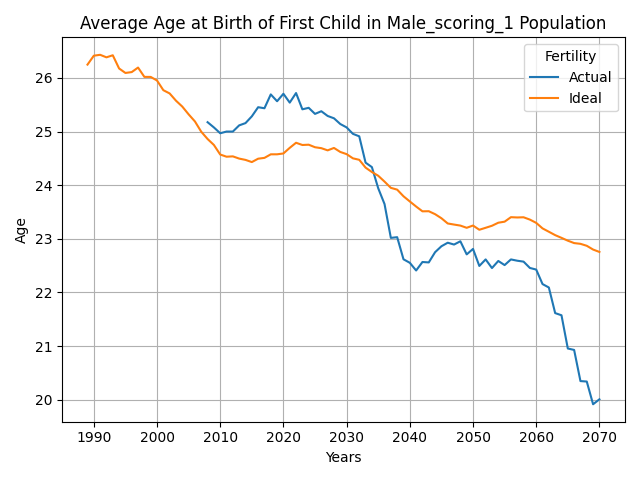 Average Age at Birth of First Child in Male_scoring_1 Population
Fertility
Actual
Ideal
26
25
24
23
22
21
20
Age
1990 2000 2010 2020 2030 2040 2050 2060 2070
Years